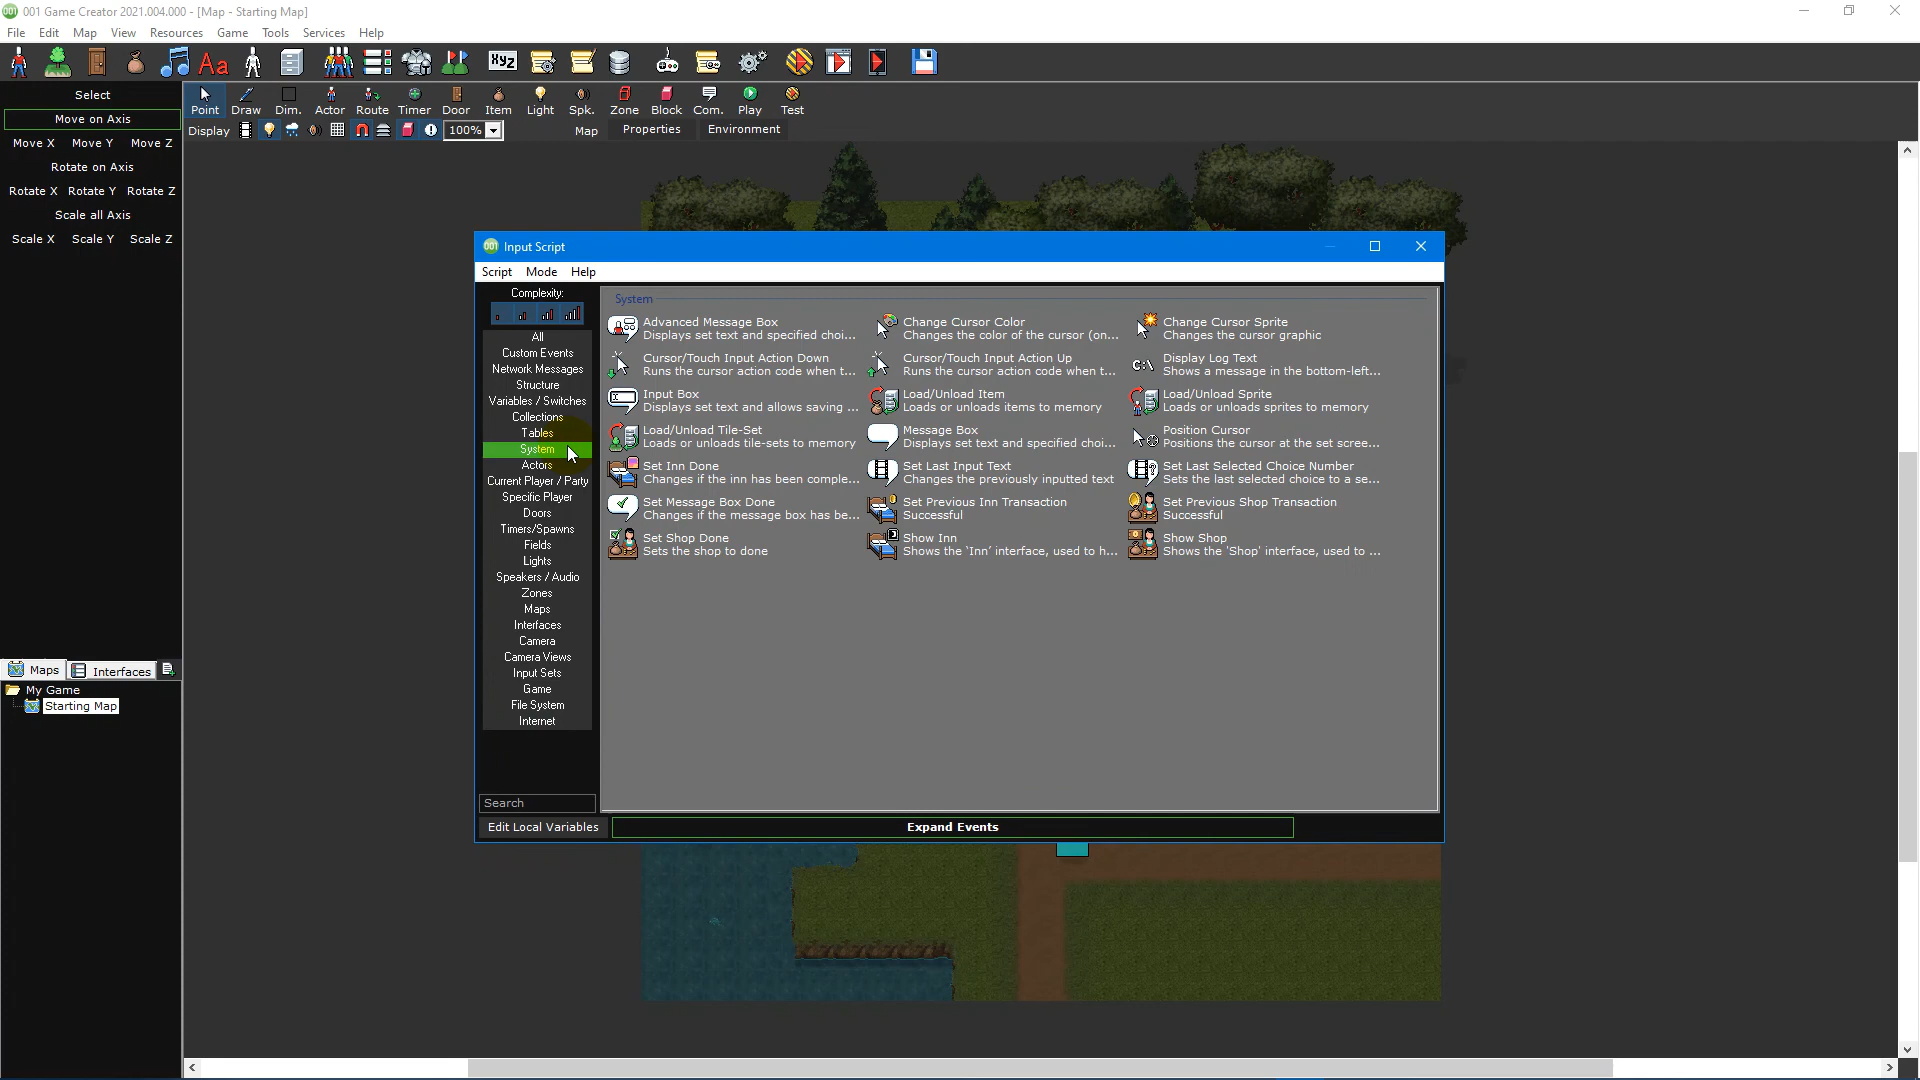 001 Game Creator 2021.004.000 - [Map - Starting Map]
File Edit Map View Resources Game Tools Services Help
Aa
XYZ
Select
Point Draw Dim. Actor Route Timer Door Item Light Spk. Zone Block Com. Play Test
Move on Axis
Display 100% Map Properties Environment
Move X Move Y Move Z
Rotate on Axis
Rotate X Rotate Y Rotate Z
Scale all Axis
Scale X Scale Y Scale Z
Maps Interfaces
My Game
Starting Map
001 Input Script
Script Mode Help
Complexity:
All
Custom Events
Network Messages
Structure
Variables / Switches
Collections
Tables
System
Actors
Current Player / Party
Specific Player
Doors
Timers/Spawns
Fields
Lights
Speakers / Audio
Zones
Maps
Interfaces
Camera
Camera Views
Input Sets
Game
File System
Internet
Search
System
Advanced Message Box
Displays set text and specified choi...
Change Cursor Color
Changes the color of the cursor (on...
Change Cursor Sprite
Changes the cursor graphic
Cursor/Touch Input Action Down
Runs the cursor action code when t...
Cursor/Touch Input Action Up
Runs the cursor action code when t...
C:\
Display Log Text
Shows a message in the bottom-left...
Input Box
Displays set text and allows saving ...
Load/Unload Item
Loads or unloads items to memory
Load/Unload Sprite
Loads or unloads sprites to memory
Load/Unload Tile-Set
Loads or unloads tile-sets to memory
Message Box
Displays set text and specified choi...
Position Cursor
Positions the cursor at the set scree...
Set Inn Done
Changes if the inn has been comple...
Set Last Input Text
Changes the previously inputted text
Set Last Selected Choice Number
Sets the last selected choice to a se...
Set Message Box Done
Changes if the message box has be...
Set Previous Inn Transaction
Successful
Set Previous Shop Transaction
Successful
Set Shop Done
Sets the shop to done
Show Inn
Shows the 'Inn' interface, used to h...
Show Shop
Shows the 'Shop' interface, used to ...
Edit Local Variables Expand Events